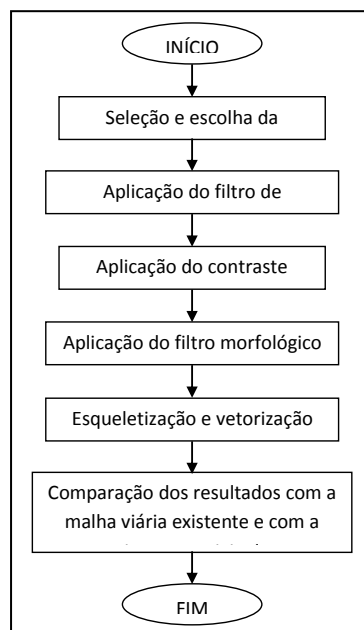 INÍCIO
Seleção e escolha da
Aplicação do filtro de
Aplicação do contraste
Aplicação do filtro morfológico
Esqueletização e vetorização
Comparação dos resultados com a
malha viária existente e com a
FIM